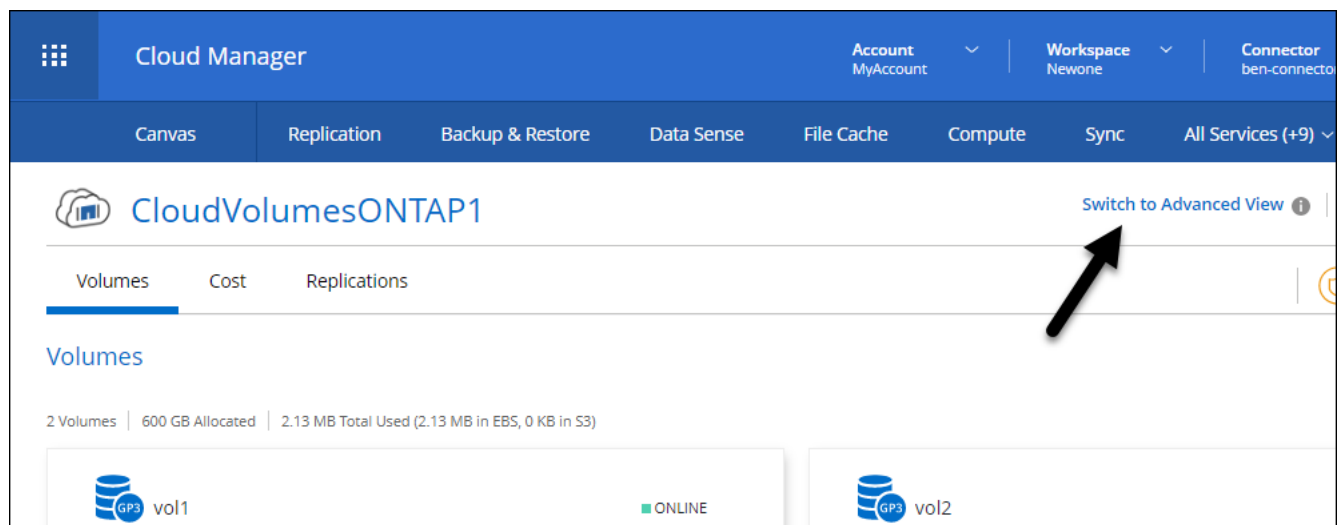 Cloud Manager
Account
MyAccount
Workspace
Newone
Connector
ben-connecto
Canvas Replication Backup & Restore Data Sense File Cache Compute Sync All Services (+9)
CloudVolumesONTAP1
Switch to Advanced View
Volumes Cost Replications
Volumes
2 Volumes | 600 GB Allocated | 2.13 MB Total Used (2.13 MB in EBS, 0 KB in S3)
GP3 vol1 ONLINE
GP3 vol2